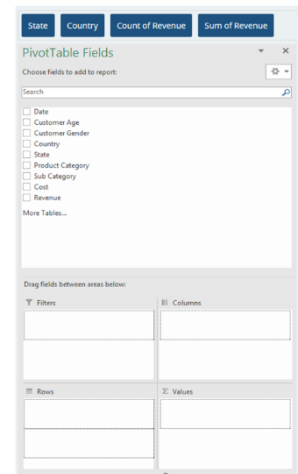 State Country Count of Revenue Sum of Revenue
PivotTable Fields
Choose fields to add to report:
Search
Date
Customer Age
Customer Gender
Country
State
Product Category
Sub Category
Cost
Revenue
More Tables...
Drag fields between areas below:
Filters
Columns
Rows
Σ Values